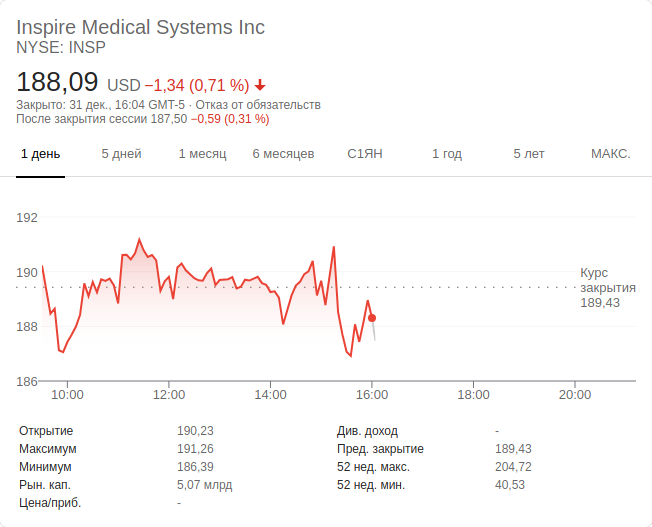 Inspire Medical Systems Inc
NYSE: INSP
188,09 USD −1,34 (0,71 %)
Закрыто: 31 дек., 16:04 GMT-5 · Отказ от обязательств
После закрытия сессии 187,50 −0,59 (0,31 %)
1 день 5 дней 1 месяц 6 месяцев С1ЯН 1 год 5 лет МАКС.
192
190
188
186
Курс
закрытия
189,43
10:00 12:00 14:00 16:00 18:00 20:00
Открытие 190,23 Див. доход -
Максимум 191,26 Пред. закрытие 189,43
Минимум 186,39 52 нед. макс. 204,72
Рын. кап. 5,07 млрд 52 нед. мин. 40,53
Цена/приб. -